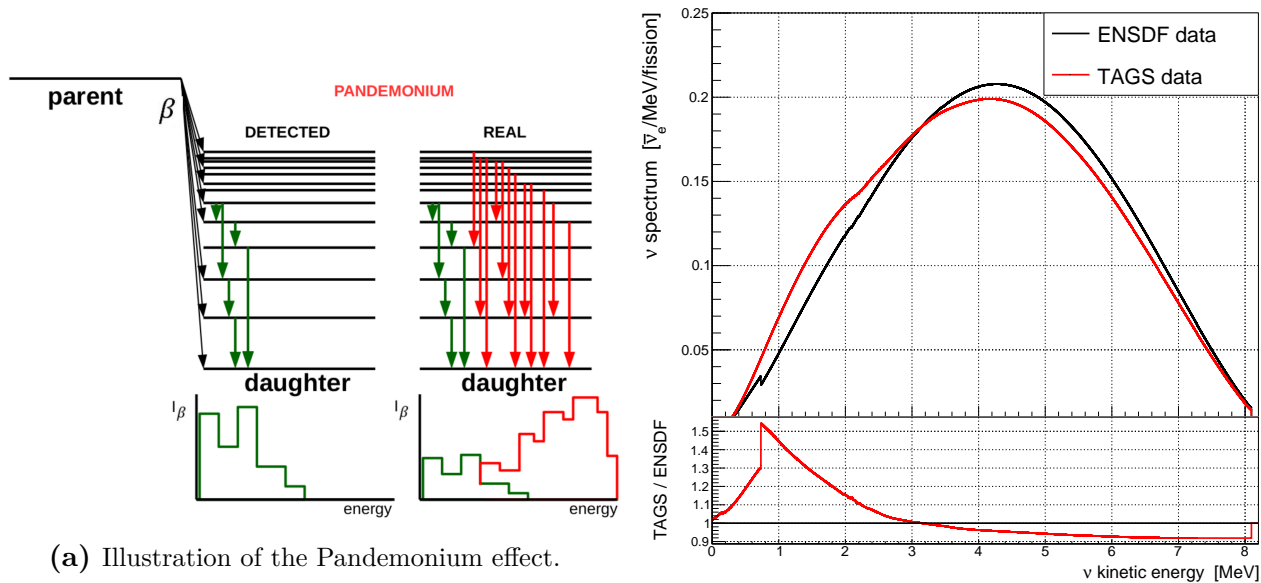 parent
β
PANDEMONIUM
DETECTED
REAL
daughter
daughter
I_β
energy
I_β
energy
(a) Illustration of the Pandemonium effect.
ν spectrum [ν̅_e/MeV/fission]
0.25
0.2
0.15
0.1
0.05
ENSDF data
TAGS data
TAGS / ENSDF
1.5
1.4
1.3
1.2
1.1
1
0.9
0 1 2 3 4 5 6 7 8
ν kinetic energy [MeV]